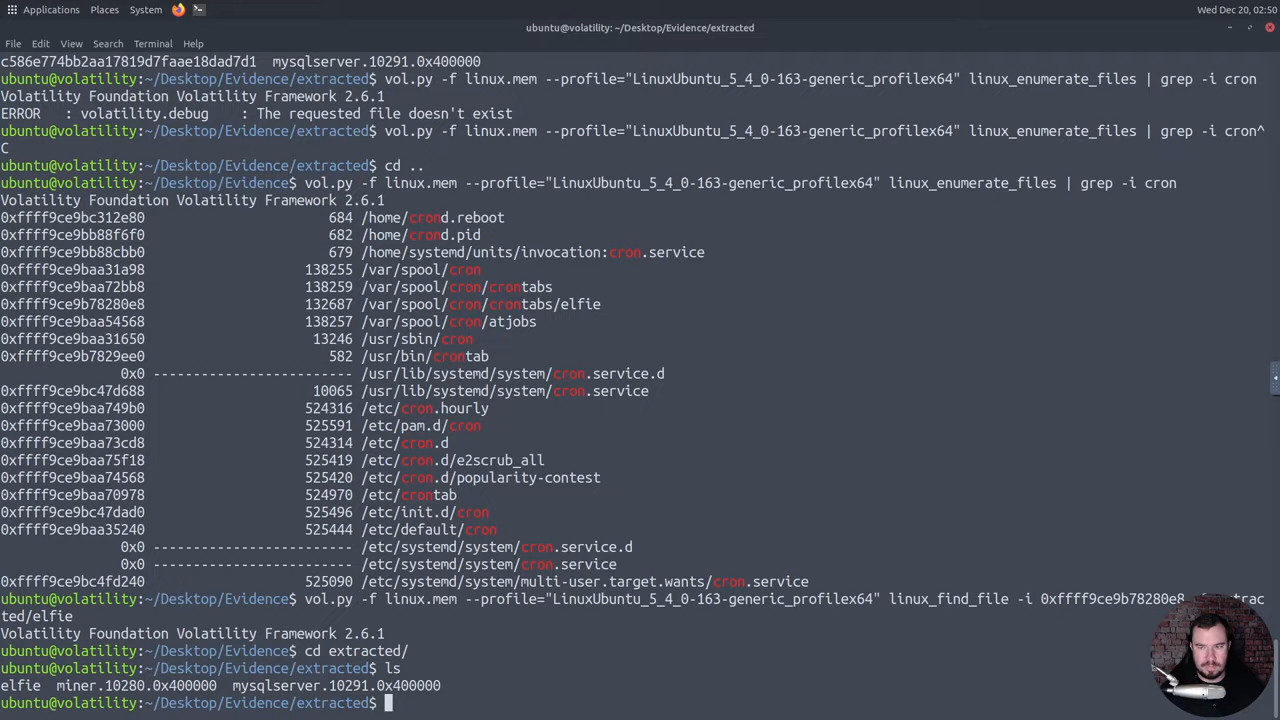 Applications Places System Wed Dec 20, 02:50
ubuntu@volatility: ~/Desktop/Evidence/extracted
File Edit View Search Terminal Help
c586e774bb2aa17819d7faae18dad7d1 mysqlserver.10291.0x400000
ubuntu@volatility:~/Desktop/Evidence/extracted$ vol.py -f linux.mem --profile="LinuxUbuntu_5_4_0-163-generic_profilex64" linux_enumerate_files | grep -i cron
Volatility Foundation Volatility Framework 2.6.1
ERROR : volatility.debug : The requested file doesn't exist
ubuntu@volatility:~/Desktop/Evidence/extracted$ vol.py -f linux.mem --profile="LinuxUbuntu_5_4_0-163-generic_profilex64" linux_enumerate_files | grep -i cron^
C
ubuntu@volatility:~/Desktop/Evidence/extracted$ cd ..
ubuntu@volatility:~/Desktop/Evidence$ vol.py -f linux.mem --profile="LinuxUbuntu_5_4_0-163-generic_profilex64" linux_enumerate_files | grep -i cron
Volatility Foundation Volatility Framework 2.6.1
0xffff9ce9bc312e80 684 /home/crond.reboot
0xffff9ce9bb88f6f0 682 /home/crond.pid
0xffff9ce9bb88cbb0 679 /home/systemd/units/invocation:cron.service
0xffff9ce9baa31a98 138255 /var/spool/cron
0xffff9ce9baa72bb8 138259 /var/spool/cron/crontabs
0xffff9ce9b78280e8 132687 /var/spool/cron/crontabs/elfie
0xffff9ce9baa54568 138257 /var/spool/cron/atjobs
0xffff9ce9baa31650 13246 /usr/sbin/cron
0xffff9ce9b7829ee0 582 /usr/bin/crontab
0x0 ------------------------- /usr/lib/systemd/system/cron.service.d
0xffff9ce9bc47d688 10065 /usr/lib/systemd/system/cron.service
0xffff9ce9baa749b0 524316 /etc/cron.hourly
0xffff9ce9baa73000 525591 /etc/pam.d/cron
0xffff9ce9baa73cd8 524314 /etc/cron.d
0xffff9ce9baa75f18 525419 /etc/cron.d/e2scrub_all
0xffff9ce9baa74568 525420 /etc/cron.d/popularity-contest
0xffff9ce9baa70978 524970 /etc/crontab
0xffff9ce9bc47dad0 525496 /etc/init.d/cron
0xffff9ce9baa35240 525444 /etc/default/cron
0x0 ------------------------- /etc/systemd/system/cron.service.d
0x0 ------------------------- /etc/systemd/system/cron.service
0xffff9ce9bc4fd240 525090 /etc/systemd/system/multi-user.target.wants/cron.service
ubuntu@volatility:~/Desktop/Evidence$ vol.py -f linux.mem --profile="LinuxUbuntu_5_4_0-163-generic_profilex64" linux_find_file -i 0xffff9ce9b78280e8
ted/elfie
Volatility Foundation Volatility Framework 2.6.1
ubuntu@volatility:~/Desktop/Evidence$ cd extracted/
ubuntu@volatility:~/Desktop/Evidence/extracted$ ls
elfie miner.10280.0x400000 mysqlserver.10291.0x400000
ubuntu@volatility:~/Desktop/Evidence/extracted$